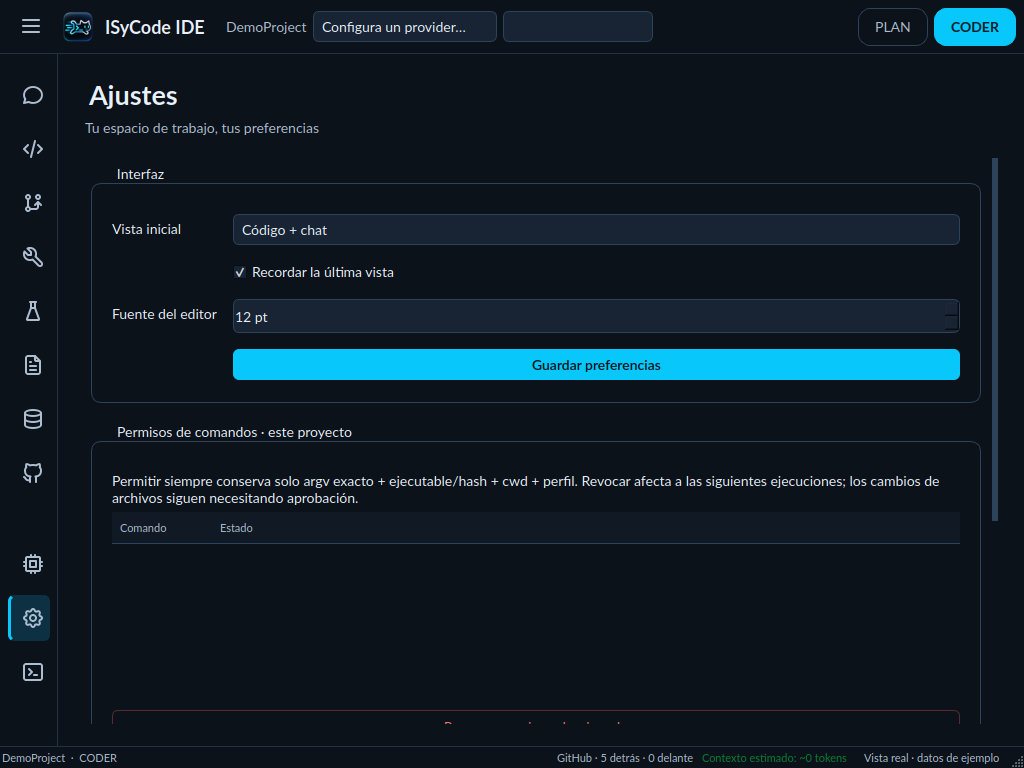 ISyCode IDE
DemoProject
Configura un provider...
PLAN
CODER
Ajustes
Tu espacio de trabajo, tus preferencias
Interfaz
Vista inicial
Código + chat
Recordar la última vista
Fuente del editor
12 pt
Guardar preferencias
Permisos de comandos · este proyecto
Permitir siempre conserva solo argv exacto + ejecutable/hash + cwd + perfil. Revocar afecta a las siguientes ejecuciones; los cambios de
archivos siguen necesitando aprobación.
Comando
Estado
DemoProject · CODER
GitHub · 5 detrás · 0 delante
Contexto estimado: ~0 tokens
Vista real · datos de ejemplo